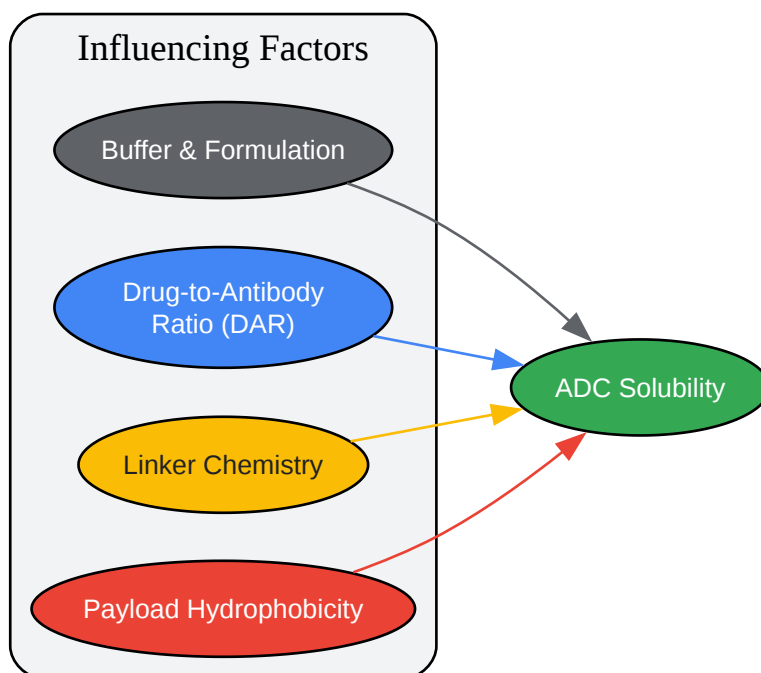 Influencing Factors
Buffer & Formulation
Drug-to-Antibody
Ratio (DAR)
ADC Solubility
Linker Chemistry
Payload Hydrophobicity